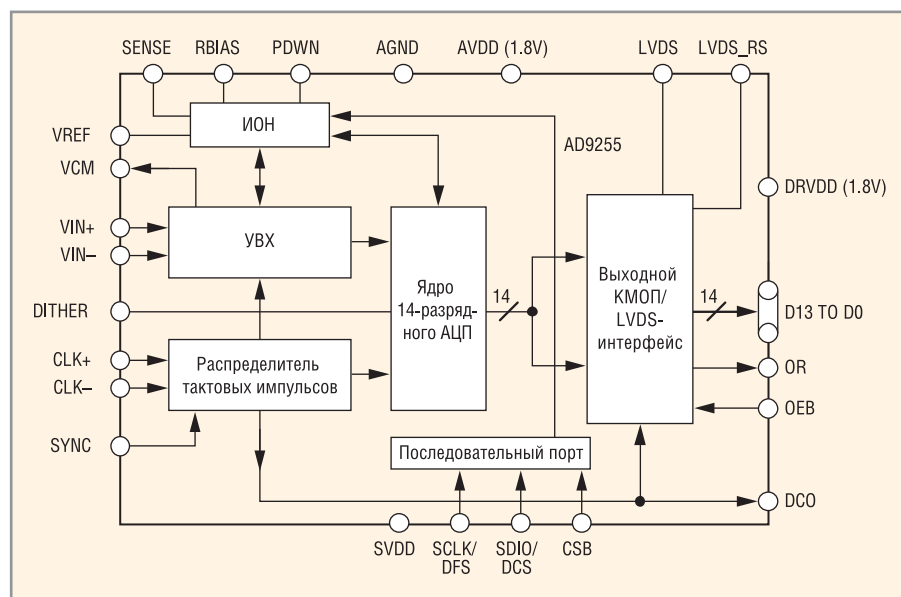 SENSE
RBIAS
PDWN
AGND
AVDD (1.8V)
LVDS
LVDS_RS
ИОН
VREF
AD9255
VCM
DRVDD (1.8V)
VIN+
УВХ
VIN–
Ядро
14-разряд-
ного АЦП
14
Выходной
КМОП/
LVDS-
интерфейс
14
D13 TO D0
DITHER
CLK+
CLK–
Распределитель
тактовых импульсов
OR
OEB
SYNC
Последовательный порт
DCO
SVDD
SCLK/
DFS
SDIO/
DCS
CSB